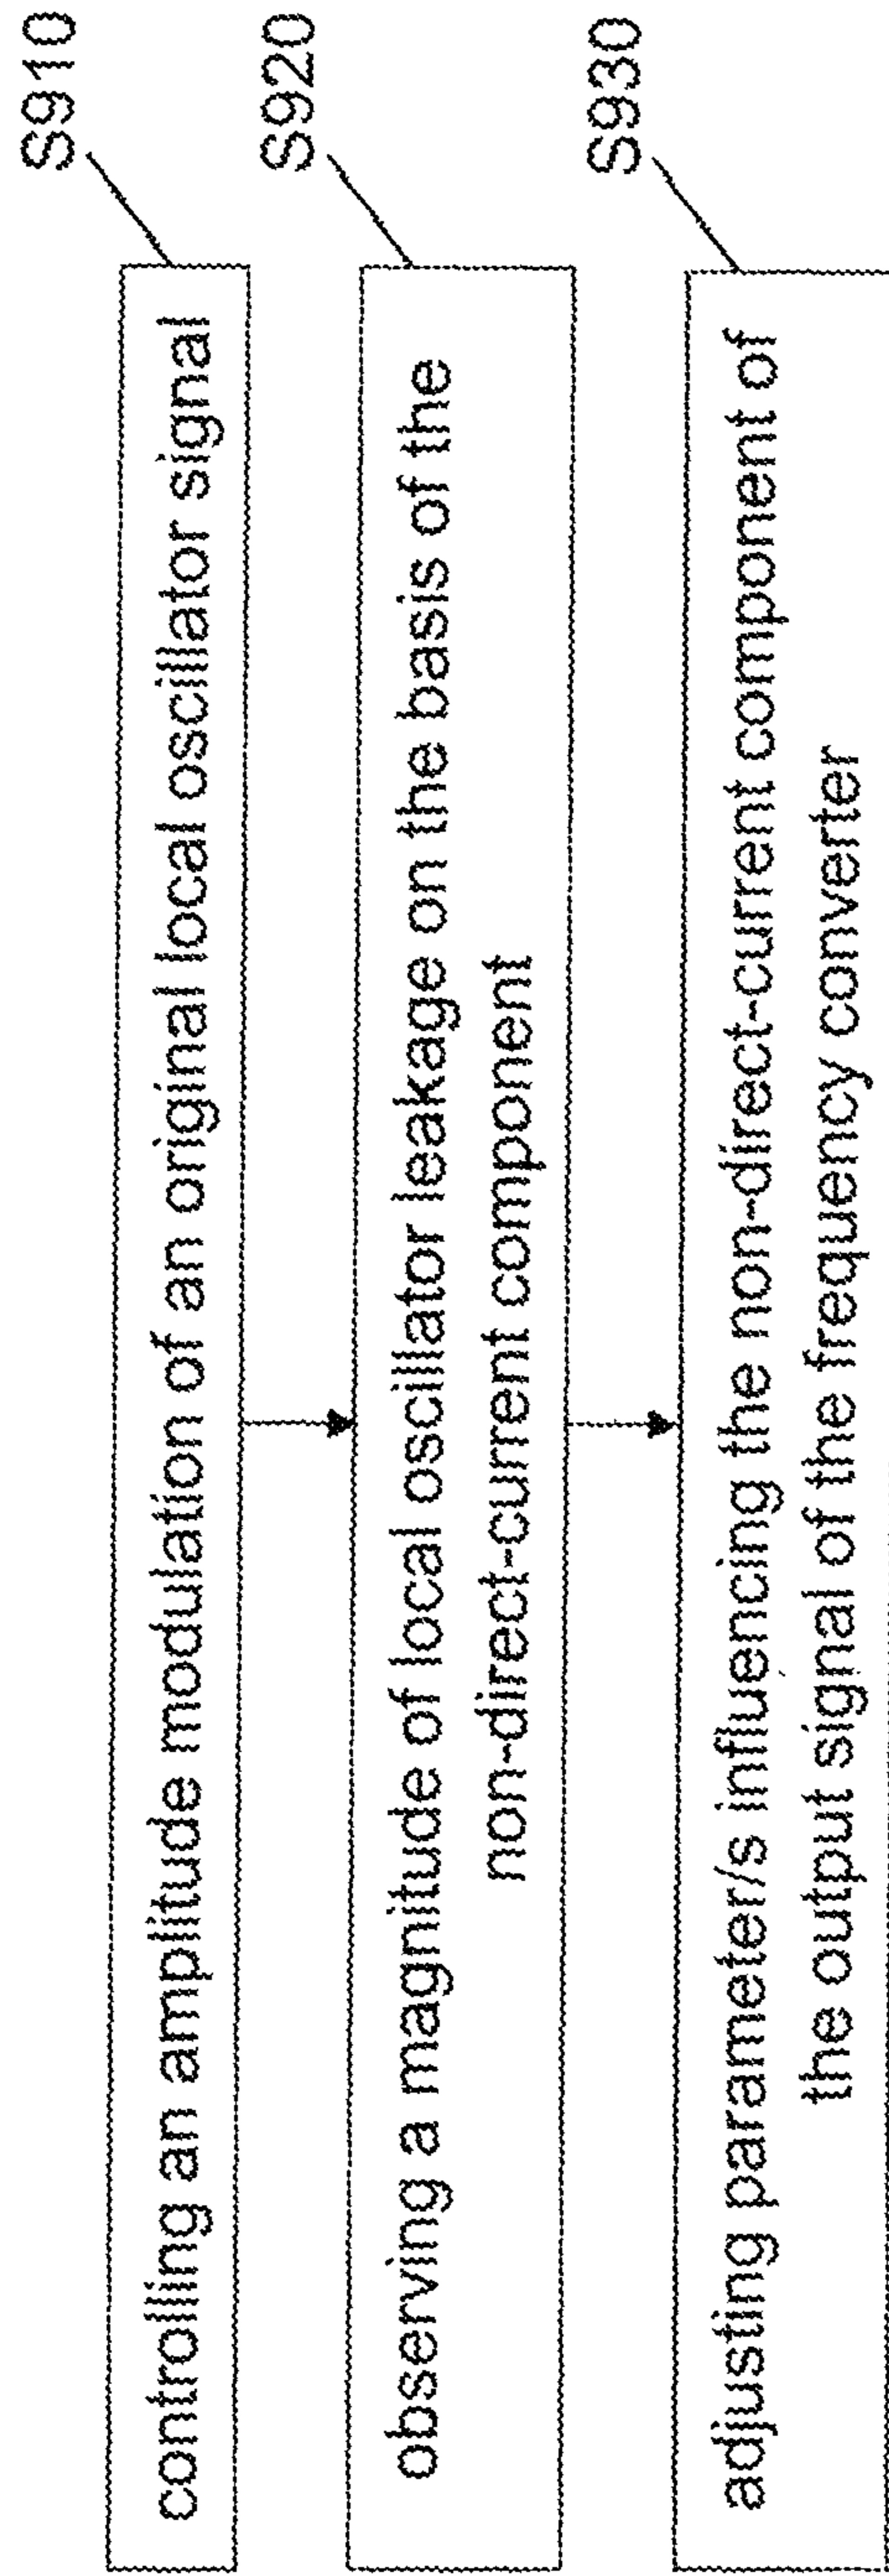 S910
controlling an amplitude modulation of an original local oscillator signal
S920
observing a magnitude of local oscillator leakage on the basis of the
non-direct-current component
S930
adjusting parameter/s influencing the non-direct-current component of
the output signal of the frequency converter